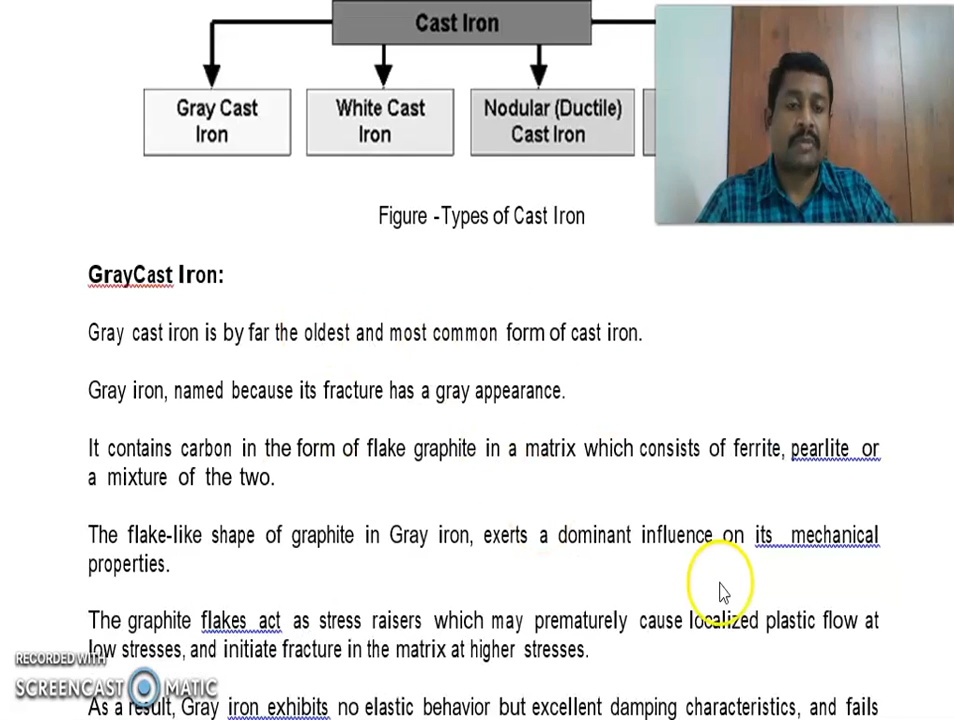 Cast Iron
Gray Cast Iron
White Cast Iron
Nodular (Ductile) Cast Iron
Figure -Types of Cast Iron
GrayCast Iron:
Gray cast iron is by far the oldest and most common form of cast iron.
Gray iron, named because its fracture has a gray appearance.
It contains carbon in the form of flake graphite in a matrix which consists of ferrite, pearlite or
a mixture of the two.
The flake-like shape of graphite in Gray iron, exerts a dominant influence on its mechanical
properties.
The graphite flakes act as stress raisers which may prematurely cause localized plastic flow at
low stresses, and initiate fracture in the matrix at higher stresses.
RECORDED WITH
SCREENCAST MATIC
As a result, Gray iron exhibits no elastic behavior but excellent damping characteristics, and fails